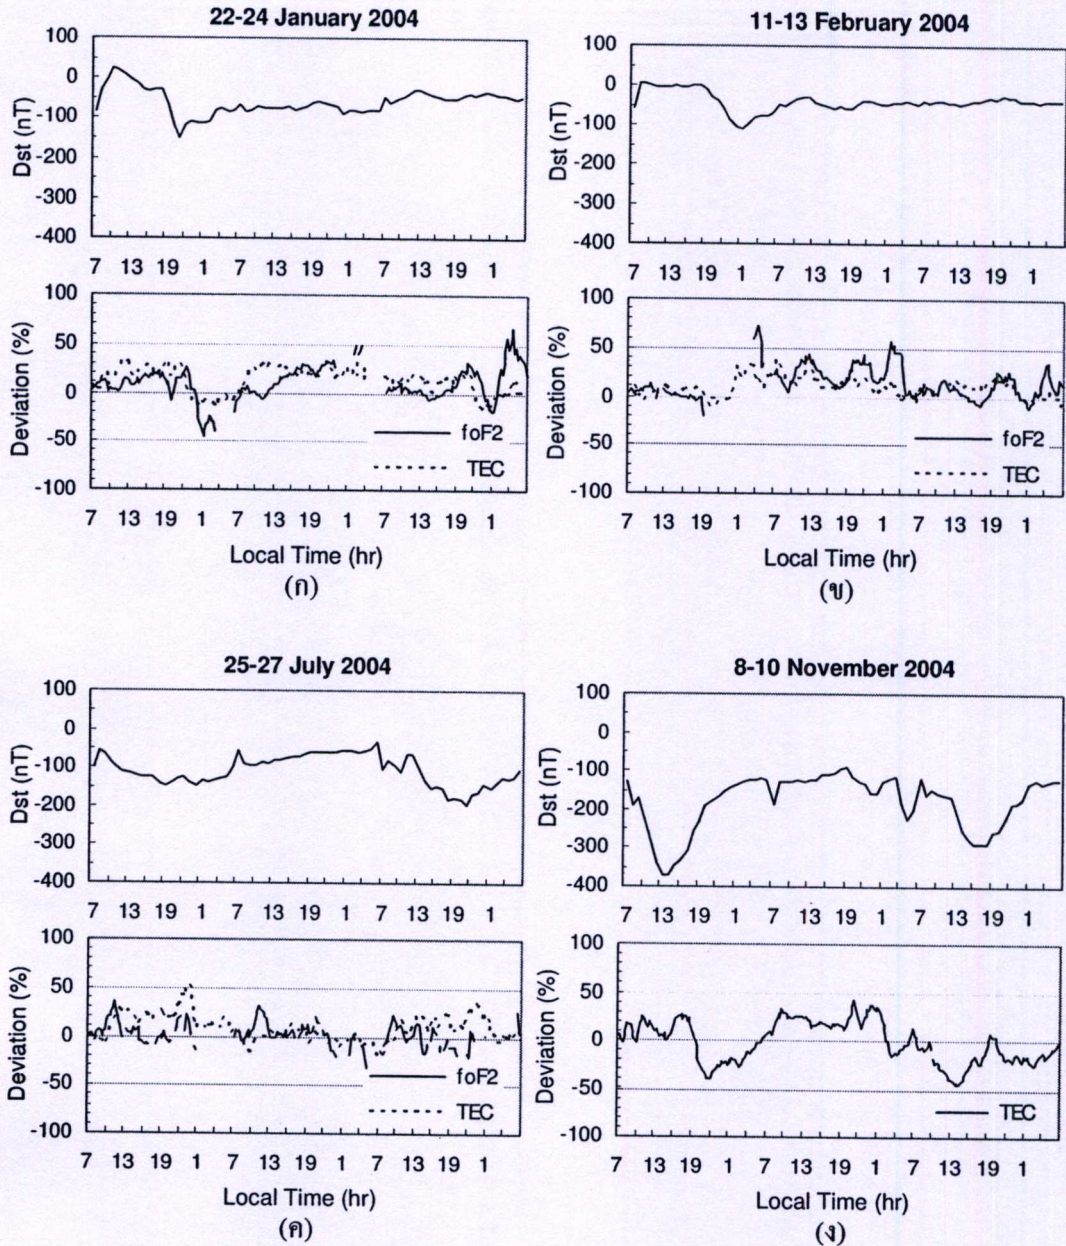 22-24 January 2004
100
0
-100
-200
-300
-400
Dst (nT)
7 13 19 1 7 13 19 1 7 13 19 1
100
50
0
-50
-100
Deviation (%)
foF2
TEC
7 13 19 1 7 13 19 1 7 13 19 1
Local Time (hr)
(ก)
11-13 February 2004
100
0
-100
-200
-300
-400
Dst (nT)
7 13 19 1 7 13 19 1 7 13 19 1
100
50
0
-50
-100
Deviation (%)
foF2
TEC
7 13 19 1 7 13 19 1 7 13 19 1
Local Time (hr)
(ข)
25-27 July 2004
100
0
-100
-200
-300
-400
Dst (nT)
7 13 19 1 7 13 19 1 7 13 19 1
100
50
0
-50
-100
Deviation (%)
foF2
TEC
7 13 19 1 7 13 19 1 7 13 19 1
Local Time (hr)
(ค)
8-10 November 2004
100
0
-100
-200
-300
-400
Dst (nT)
7 13 19 1 7 13 19 1 7 13 19 1
100
50
0
-50
-100
Deviation (%)
TEC
7 13 19 1 7 13 19 1 7 13 19 1
Local Time (hr)
(ง)